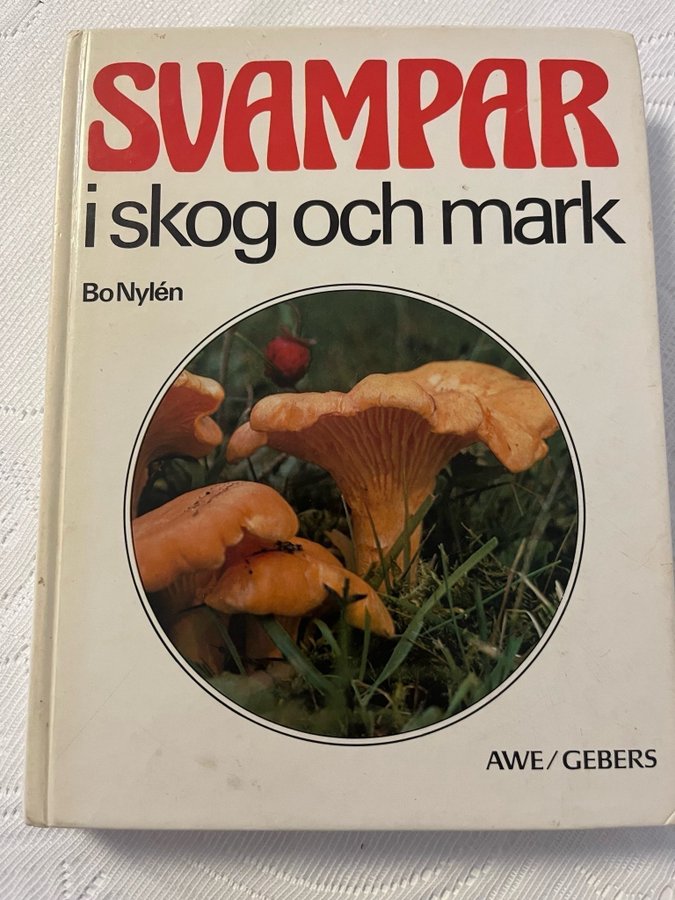 SVAMPAR
i skog och mark
Bo Nylén
AWE/GEBERS